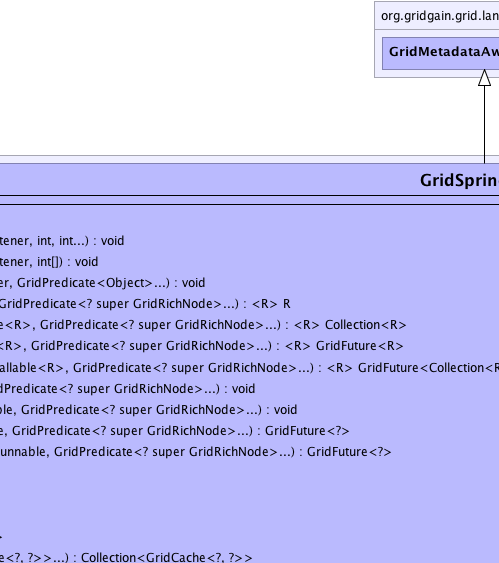 org.gridgain.grid.lan
GridMetadataAw
GridSprin
tener, int, int...) : void
tener, int[]) : void
er, GridPredicate<Object>...) : void
GridPredicate<? super GridRichNode>...) : <R> R
e<R>, GridPredicate<? super GridRichNode>...) : <R> Collection<R>
<R>, GridPredicate<? super GridRichNode>...) : <R> GridFuture<R>
allable<R>, GridPredicate<? super GridRichNode>...) : <R> GridFuture<Collection<R
dPredicate<? super GridRichNode>...) : void
ble, GridPredicate<? super GridRichNode>...) : void
e, GridPredicate<? super GridRichNode>...) : GridFuture<?>
unnable, GridPredicate<? super GridRichNode>...) : GridFuture<?>
>
e<?, ?>>...) : Collection<GridCache<?, ?>>